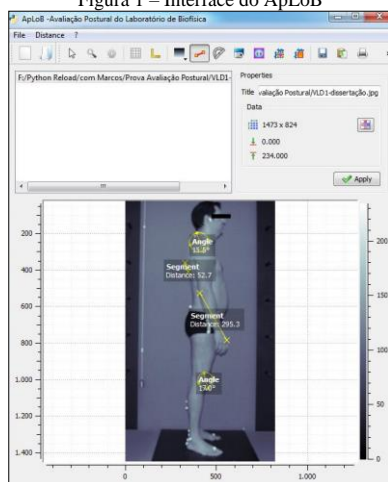 Figura 1 – Interface do ApLoB
ApLoB -Avaliação Postural do Laboratório de Biofísica
File Distance ?
F:/Python Reload/com Marcos/Prova Avaliação Postural/VLD1-
Properties
Title valiação Postural/VLD1-dissertação.jpg
Data
1473 x 824
0.000
234.000
Apply
Angle
Segment
Distance: 52.7
Segment
Distance: 295.3
Angle
200
400
600
800
1.000
1.200
1.400
0
500
1.000
200
150
100
50
0